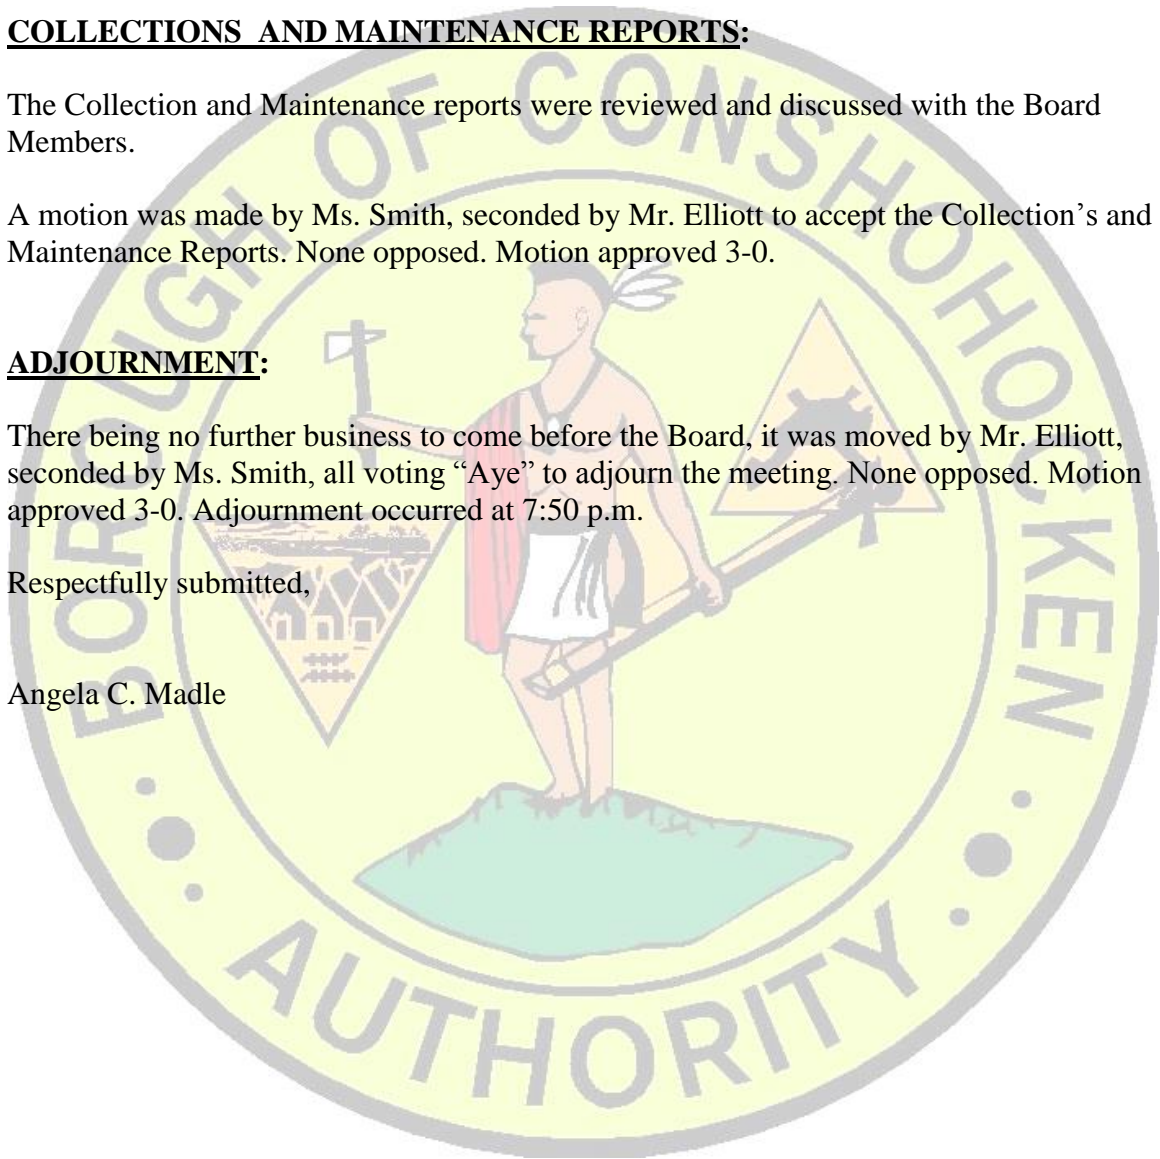 COLLECTIONS  AND MAINTENANCE REPORTS:
The Collection and Maintenance reports were reviewed and discussed with the Board
Members.
A motion was made by Ms. Smith, seconded by Mr. Elliott to accept the Collection’s and
Maintenance Reports. None opposed. Motion approved 3-0.
ADJOURNMENT:
There being no further business to come before the Board, it was moved by Mr. Elliott,
seconded by Ms. Smith, all voting “Aye” to adjourn the meeting. None opposed. Motion
approved 3-0. Adjournment occurred at 7:50 p.m.
Respectfully submitted,
Angela C. Madle
BOROUGH OF CONSHOHOCKEN
AUTHORITY